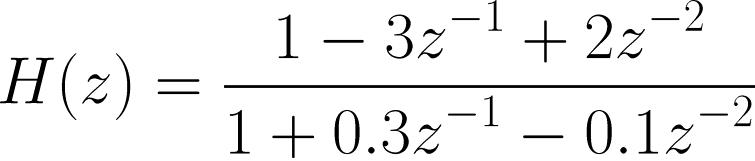 H(z) = \frac{1 - 3z^{-1} + 2z^{-2}}{1 + 0.3z^{-1} - 0.1z^{-2}}